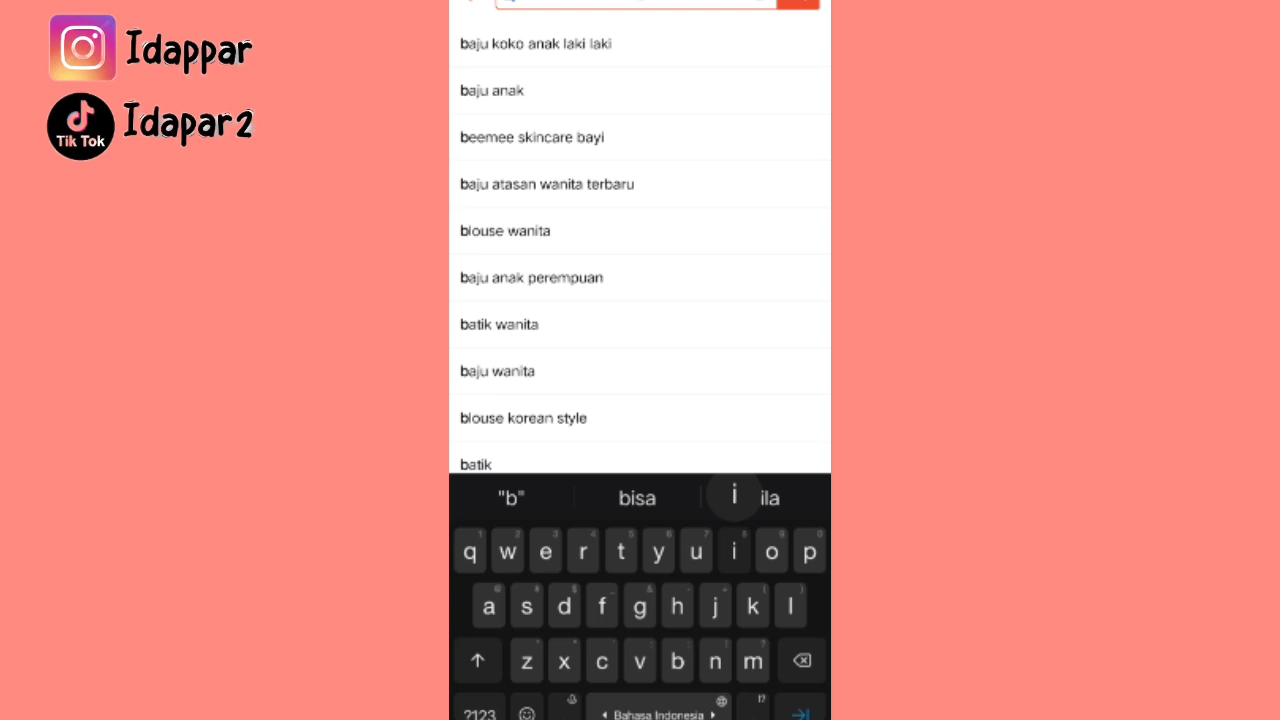 Idappar
Tik Tok
Idapar2
baju koko anak laki laki
baju anak
beemee skincare bayi
baju atasan wanita terbaru
blouse wanita
baju anak perempuan
batik wanita
baju wanita
blouse korean style
batik
"b" bisa i ila
q w e r t y u i o p
a s d f g h j k l
z x c v b n m
?123 Bahasa Indonesia !?